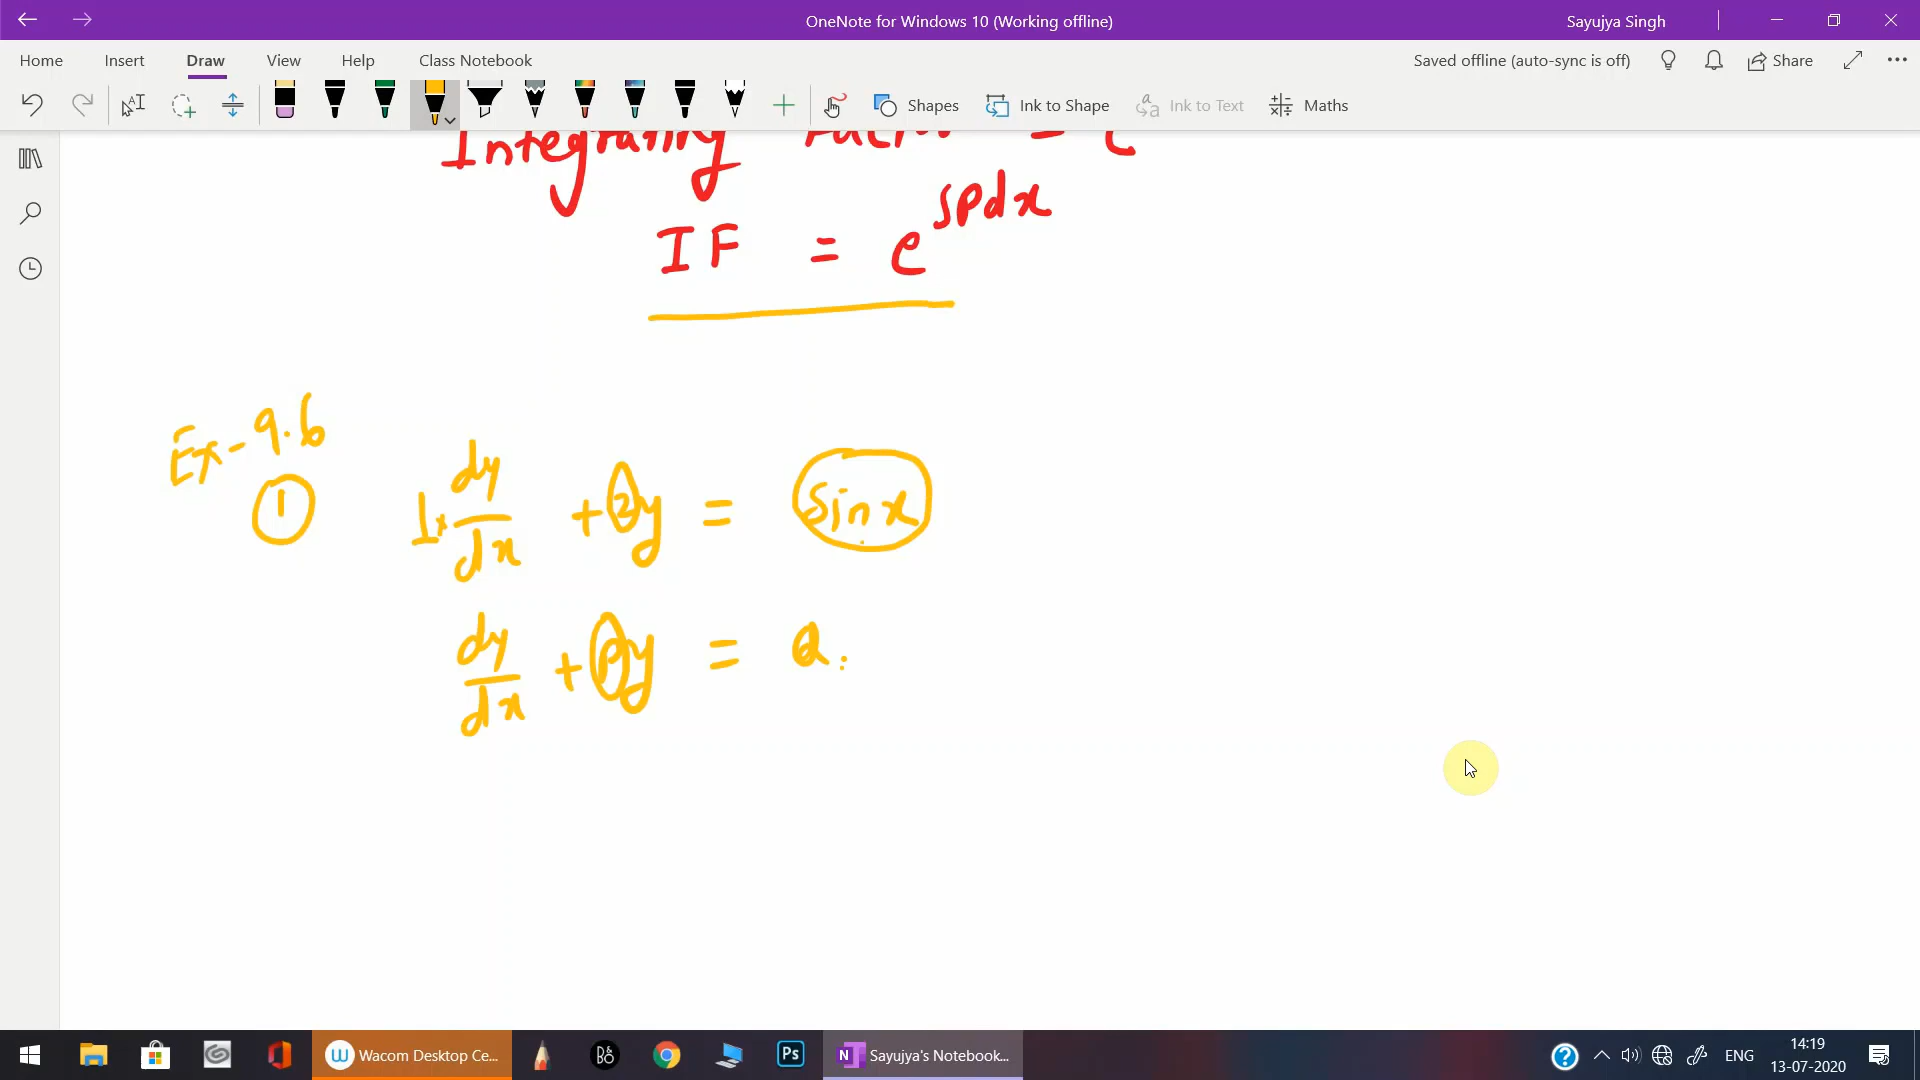 OneNote for Windows 10 (Working offline)
Sayujya Singh
Home Insert Draw View Help Class Notebook
Saved offline (auto-sync is off) Share
Shapes Ink to Shape Ink to Text Maths
Integrating Factor = e
IF = e^∫pdx
Ex-9.6
① 1×dy/dx + 2y = sin x
dy/dx + Py = Q.
Wacom Desktop Ce...
Ps
Sayujya's Notebook...
ENG
14:19
13-07-2020